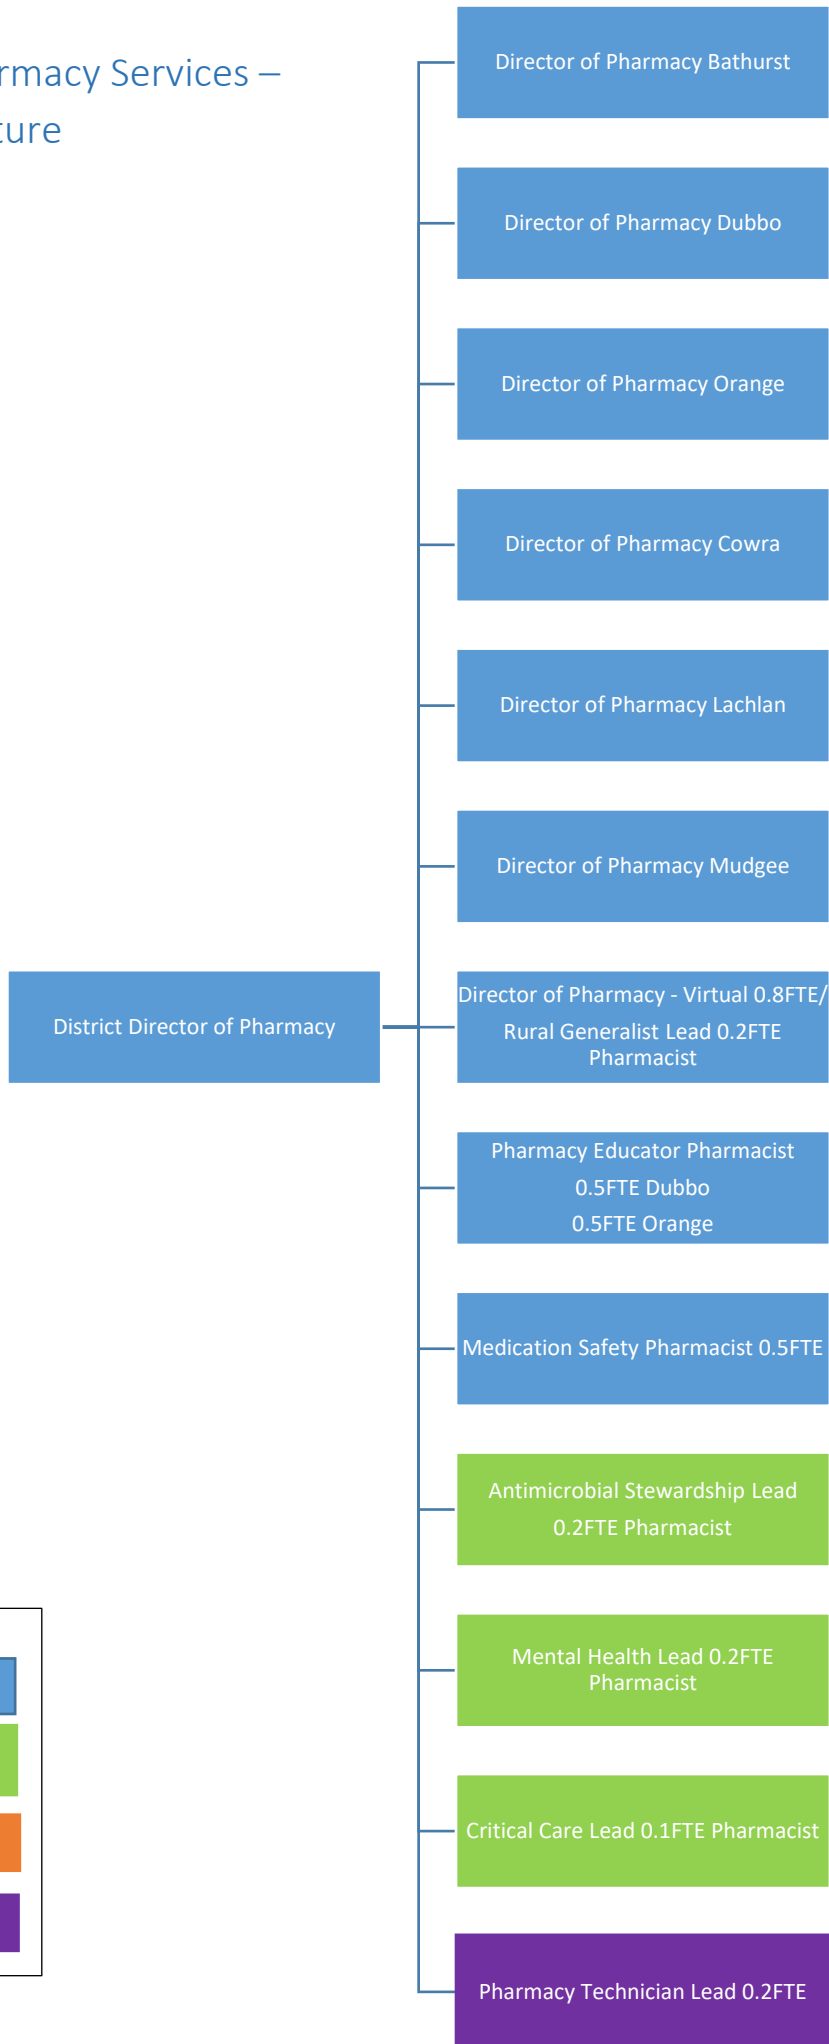 rmacy Services –
ture
Director of Pharmacy Bathurst
Director of Pharmacy Dubbo
Director of Pharmacy Orange
Director of Pharmacy Cowra
Director of Pharmacy Lachlan
Director of Pharmacy Mudgee
District Director of Pharmacy
Director of Pharmacy - Virtual 0.8FTE/
Rural Generalist Lead 0.2FTE
Pharmacist
Pharmacy Educator Pharmacist
0.5FTE Dubbo
0.5FTE Orange
Medication Safety Pharmacist 0.5FTE
Antimicrobial Stewardship Lead
0.2FTE Pharmacist
Mental Health Lead 0.2FTE
Pharmacist
Critical Care Lead 0.1FTE Pharmacist
Pharmacy Technician Lead 0.2FTE